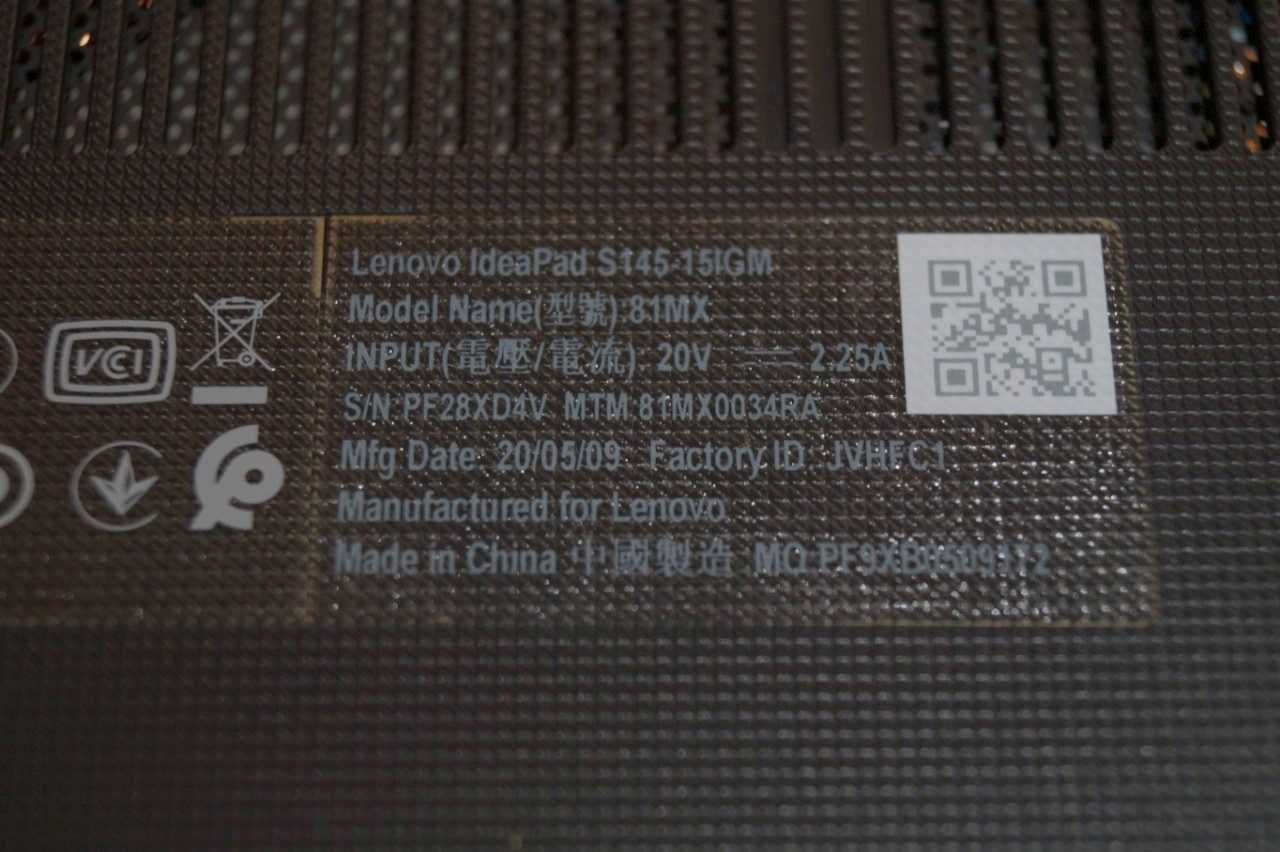 Lenovo IdeaPad S145-15IGM
Model Name(型號):81MX
INPUT(電壓/電流): 20V ⎓ 2.25A
S/N:PF28XD4V MTM:81MX0034RA
Mfg Date: 20/05/09 Factory ID: JVHFC1
Manufactured for Lenovo
Made in China 中國製造 MO:PF9XB0509172
VCI